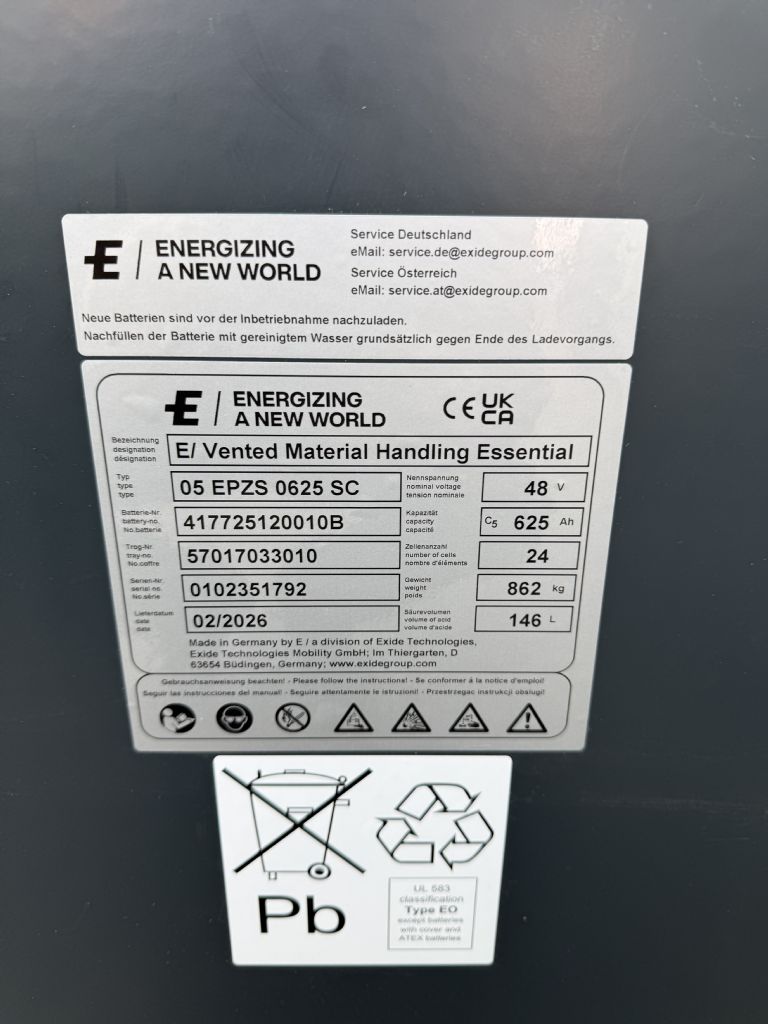 E | ENERGIZING
A NEW WORLD
Service Deutschland
eMail: service.de@exidegroup.com
Service Österreich
eMail: service.at@exidegroup.com
Neue Batterien sind vor der Inbetriebnahme nachzuladen.
Nachfüllen der Batterie mit gereinigtem Wasser grundsätzlich gegen Ende des Ladevorgangs.
E | ENERGIZING
A NEW WORLD
CE UK
CA
Bezeichnung
designation
désignation
E/ Vented Material Handling Essential
Typ
type
type
05 EPZS 0625 SC
Nennspannung
nominal voltage
tension nominale
48 V
Batterie-Nr.
battery-no.
No.batterie
417725120010B
Kapazität
capacity
capacité
C5 625 Ah
Trog-Nr.
tray-no.
No.coffre
57017033010
Zellenanzahl
number of cells
nombre d'éléments
24
Serien-Nr.
serial no.
No.série
0102351792
Gewicht
weight
poids
862 kg
Lieferdatum
date
date
02/2026
Säurevolumen
volume of acid
volume d'acide
146 L
Made in Germany by E / a division of Exide Technologies,
Exide Technologies Mobility GmbH; Im Thiergarten, D
63654 Büdingen, Germany; www.exidegroup.com
Gebrauchsanweisung beachten! - Please follow the instructions! - Se conformer à la notice d'emploi!
Seguir las instrucciones del manual! - Seguire attentamente le istruzioni! - Przestrzegac instrukcji obslugi!
Pb
UL 583
classification
Type EO
except batteries
with cover and
ATEX batteries